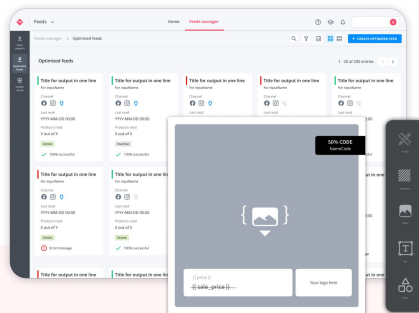 Feeds
Home
Feeds manager
Feeds manager > Optimized feeds
+ CREATE OPTIMIZED FEED
Optimized feeds
1 - 20 of 200 entries
Title for output in one line
Title for output in one line
Title for output in one line
Title for output in one line
Title for output in one line
For inputName
For inputName
For inputName
For inputName
For inputName
Channel
Channel
Channel
Channel
Channel
Last read
Last read
YYYY-MM-DD 00:00
YYYY-MM-DD 00:00
Products read
Products read
X out of Y
X out of Y
Active
Inactive
100% successful
100% successful
50% CODE
NameCode
Title for output in one line
Title for output in one line
For inputName
For inputName
Channel
Channel
Last read
Last read
YYYY-MM-DD 00:00
YYYY-MM-DD 00:00
Products read
Products read
X out of Y
X out of Y
Active
Active
Error message
100% successful
{ }
{{ price }}
{{ sale_price }}
Your logo here
Title for output in one line
Title for output in one line
T